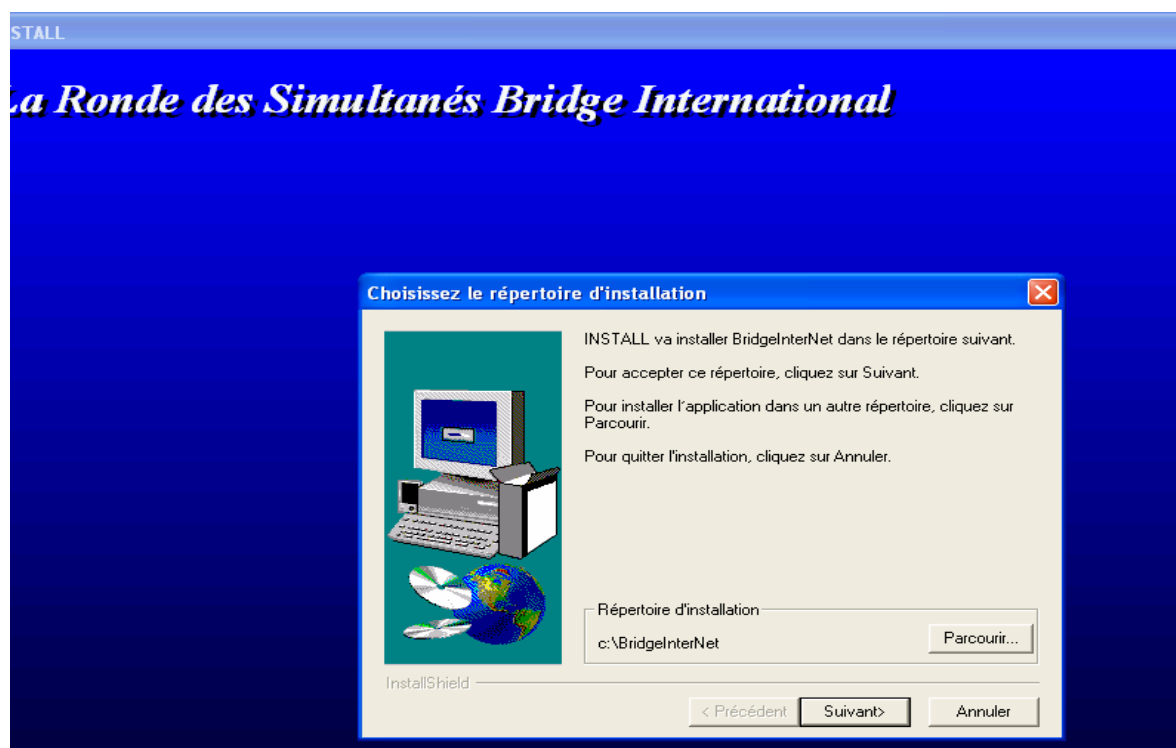 STALL
La Ronde des Simultanés Bridge International
Choisissez le répertoire d'installation
INSTALL va installer BridgeInterNet dans le répertoire suivant.
Pour accepter ce répertoire, cliquez sur Suivant.
Pour installer l'application dans un autre répertoire, cliquez sur
Parcourir.
Pour quitter l'installation, cliquez sur Annuler.
Répertoire d'installation
c:\BridgeInterNet
Parcourir...
InstallShield
< Précédent
Suivant>
Annuler